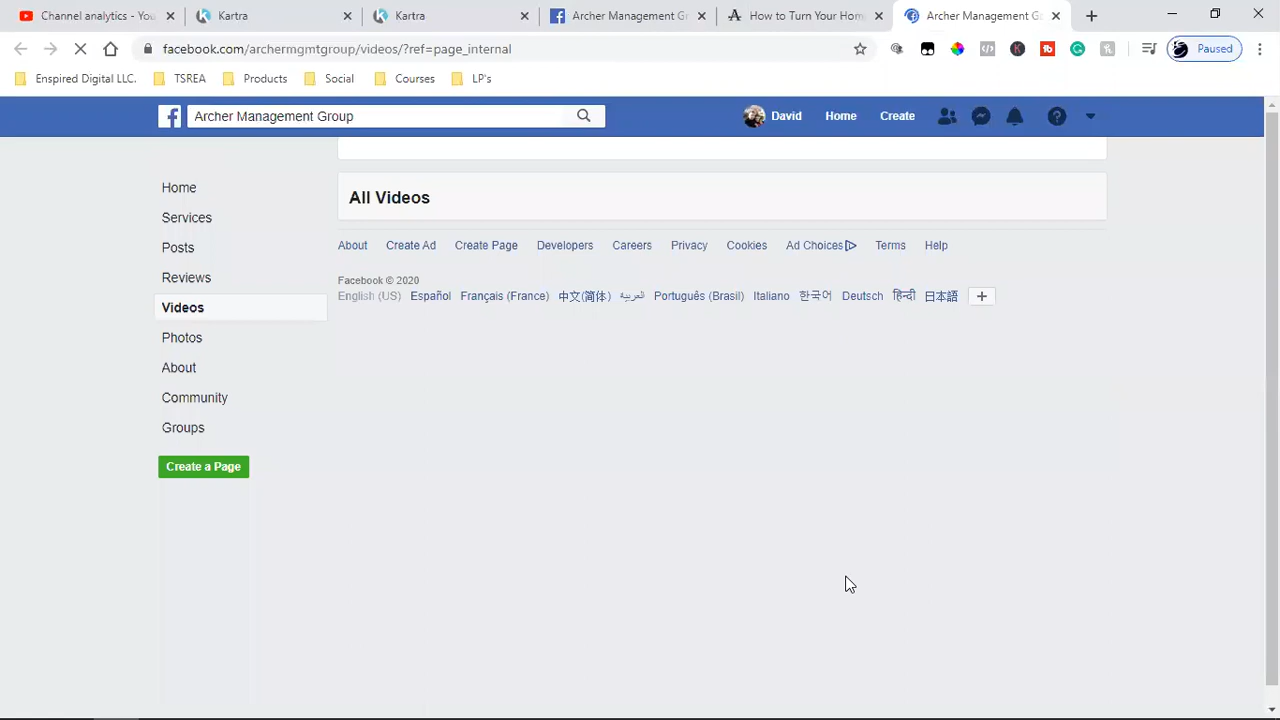 Channel analytics - You
Kartra
Kartra
Archer Management Gr
How to Turn Your Hom
Archer Management Gr
facebook.com/archermgmtgroup/videos/?ref=page_internal
Paused
Enspired Digital LLC.
TSREA
Products
Social
Courses
LP's
Archer Management Group
David
Home
Create
Home
Services
Posts
Reviews
Videos
Photos
About
Community
Groups
Create a Page
All Videos
About Create Ad Create Page Developers Careers Privacy Cookies Ad Choices Terms Help
Facebook © 2020
English (US) Español Français (France) 中文(简体) العربية Português (Brasil) Italiano 한국어 Deutsch हिन्दी 日本語